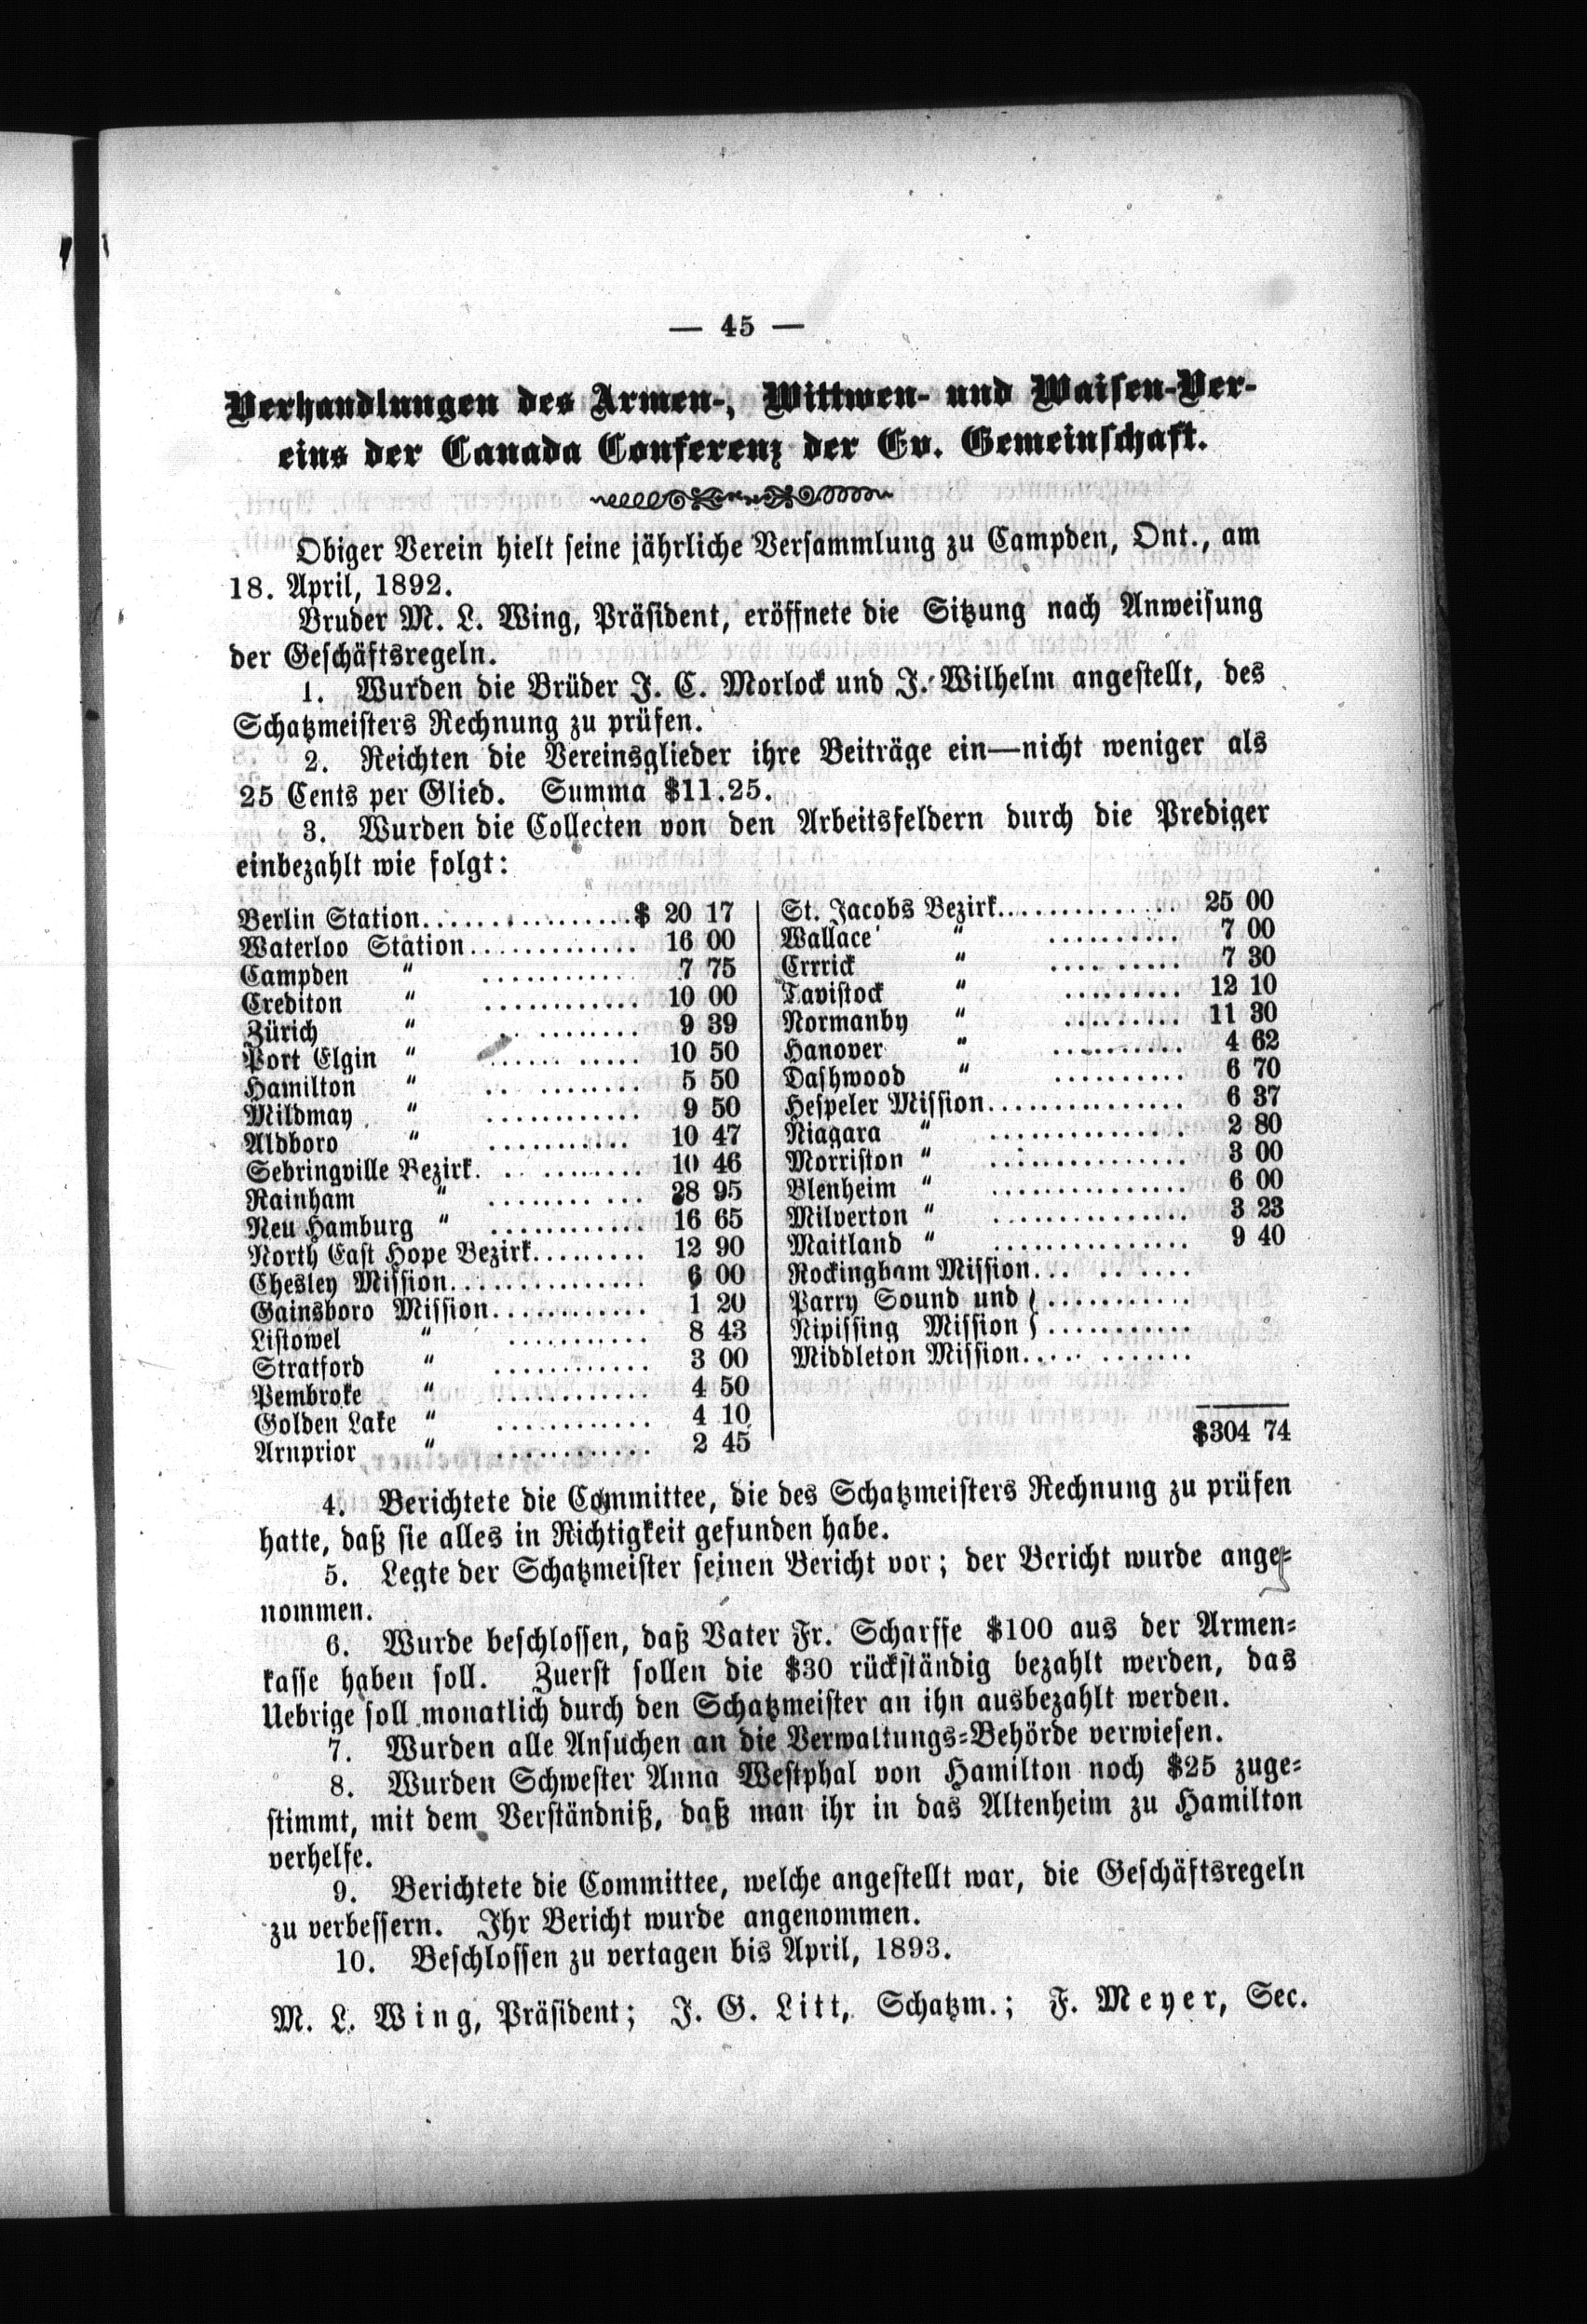 — 45 —
Verhandlungen des Armen-, Wittwen- und Waisen-Ver-
eins der Canada Conferenz der Ev. Gemeinschaft.
Obiger Verein hielt seine jährliche Versammlung zu Campden, Ont., am
18. April, 1892.
Bruder M. L. Wing, Präsident, eröffnete die Sitzung nach Anweisung
der Geschäftsregeln.
1. Wurden die Brüder J. C. Morlock und J. Wilhelm angestellt, des
Schatzmeisters Rechnung zu prüfen.
2. Reichten die Vereinsglieder ihre Beiträge ein—nicht weniger als
25 Cents per Glied. Summa $11.25.
3. Wurden die Collecten von den Arbeitsfeldern durch die Prediger
einbezahlt wie folgt:
Berlin Station................$ 20 17
Waterloo Station............. 16 00
Campden " ............ 7 75
Crediton " ............ 10 00
Zürich " .. ........ 9 39
Port Elgin " ............ 10 50
Hamilton " .. ........ 5 50
Mildmay " ............ 9 50
Aldboro " ........... 10 47
Sebringville Bezirk. .. ......... 10 46
Rainham " ......... ... 28 95
Neu Hamburg " ............ 16 65
North East Hope Bezirk......... 12 90
Chesley Mission............... 6 00
Gainsboro Mission............ 1 20
Listowel " ........... 8 43
Stratford " ............ 3 00
Pembroke " ............ 4 50
Golden Lake " ............ 4 10
Arnprior " ............ 2 45
St. Jacobs Bezirk.............. 25 00
Wallace " .......... 7 00
Errrick " .......... 7 30
Tavistock " ......... 12 10
Normanby " ......... 11 30
Hanover " .......... 4 62
Dashwood " .......... 6 70
Hespeler Mission............... 6 37
Niagara " ............... 2 80
Morriston " ............... 3 00
Blenheim " ............... 6 00
Milverton " ............... 3 23
Maitland " ............... 9 40
Rockingham Mission... .. .....
Parry Sound und } ...........
Nipissing Mission } ...........
Middleton Mission..... .......
$304 74
4. Berichtete die Committee, die des Schatzmeisters Rechnung zu prüfen
hatte, daß sie alles in Richtigkeit gefunden habe.
5. Legte der Schatzmeister seinen Bericht vor; der Bericht wurde ange-
nommen.
6. Wurde beschlossen, daß Vater Fr. Scharffe $100 aus der Armen-
kasse haben soll. Zuerst sollen die $30 rückständig bezahlt werden, das
Uebrige soll monatlich durch den Schatzmeister an ihn ausbezahlt werden.
7. Wurden alle Ansuchen an die Verwaltungs-Behörde verwiesen.
8. Wurden Schwester Anna Westphal von Hamilton noch $25 zuge-
stimmt, mit dem Verständniß, daß man ihr in das Altenheim zu Hamilton
verhelfe.
9. Berichtete die Committee, welche angestellt war, die Geschäftsregeln
zu verbessern. Ihr Bericht wurde angenommen.
10. Beschlossen zu vertagen bis April, 1893.
M. L. Wing, Präsident; J. G. Litt, Schatzm.; F. Meyer, Sec.